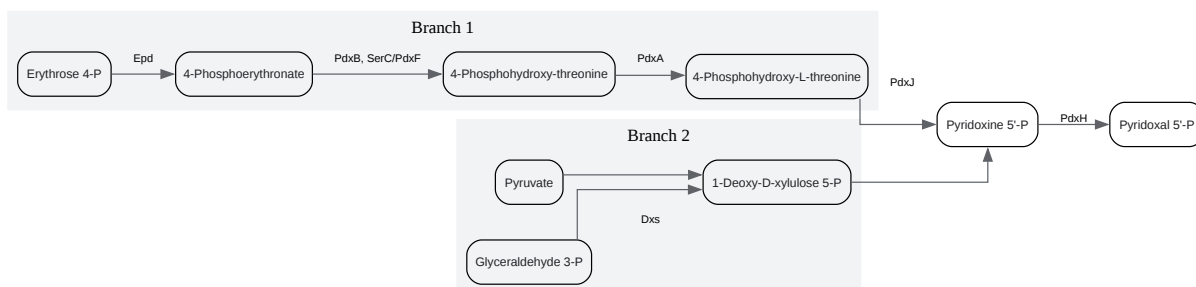 Branch 1
Epd
PdxB, SerC/PdxF
PdxA
Erythrose 4-P
4-Phosphoerythronate
4-Phosphohydroxy-threonine
4-Phosphohydroxy-L-threonine
PdxJ
Pyridoxine 5'-P
PdxH
Pyridoxal 5'-P
Branch 2
Pyruvate
1-Deoxy-D-xylulose 5-P
Dxs
Glyceraldehyde 3-P